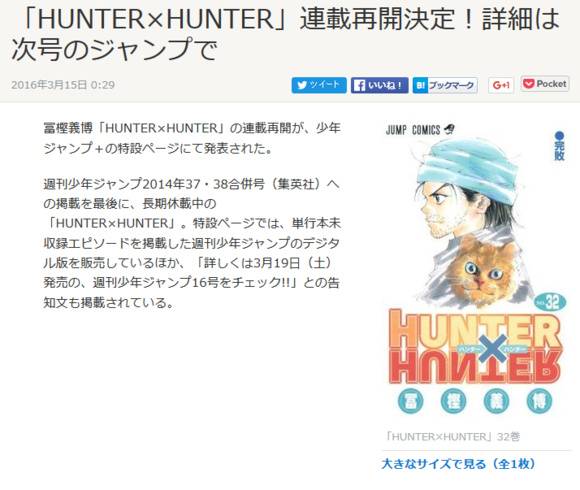 「HUNTER×HUNTER」連載再開決定！詳細は
次号のジャンプで
2016年3月15日 0:29
ツイート
いいね！
B! ブックマーク
G+1
Pocket
冨樫義博「HUNTER×HUNTER」の連載再開が、少年
ジャンプ＋の特設ページにて発表された。
週刊少年ジャンプ2014年37・38合併号（集英社）へ
の掲載を最後に、長期休載中の
「HUNTER×HUNTER」。特設ページでは、単行本未
収録エピソードを掲載した週刊少年ジャンプのデジタ
ル版を販売しているほか、「詳しくは3月19日（土）
発売の、週刊少年ジャンプ16号をチェック!!」との告
知文も掲載されている。
JUMP COMICS
●完敗
NO.32
HUNTER
ハンター×ハンター
HUNTER
冨樫義博
「HUNTER×HUNTER」32巻
大きなサイズで見る（全1枚）